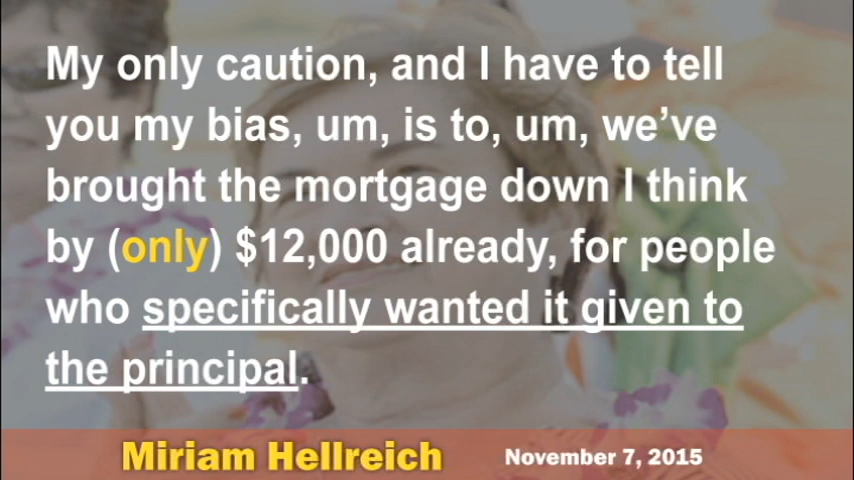 My only caution, and I have to tell
you my bias, um, is to, um, we’ve
brought the mortgage down I think
by (only) $12,000 already, for people
who specifically wanted it given to
the principal.
Miriam Hellreich November 7, 2015